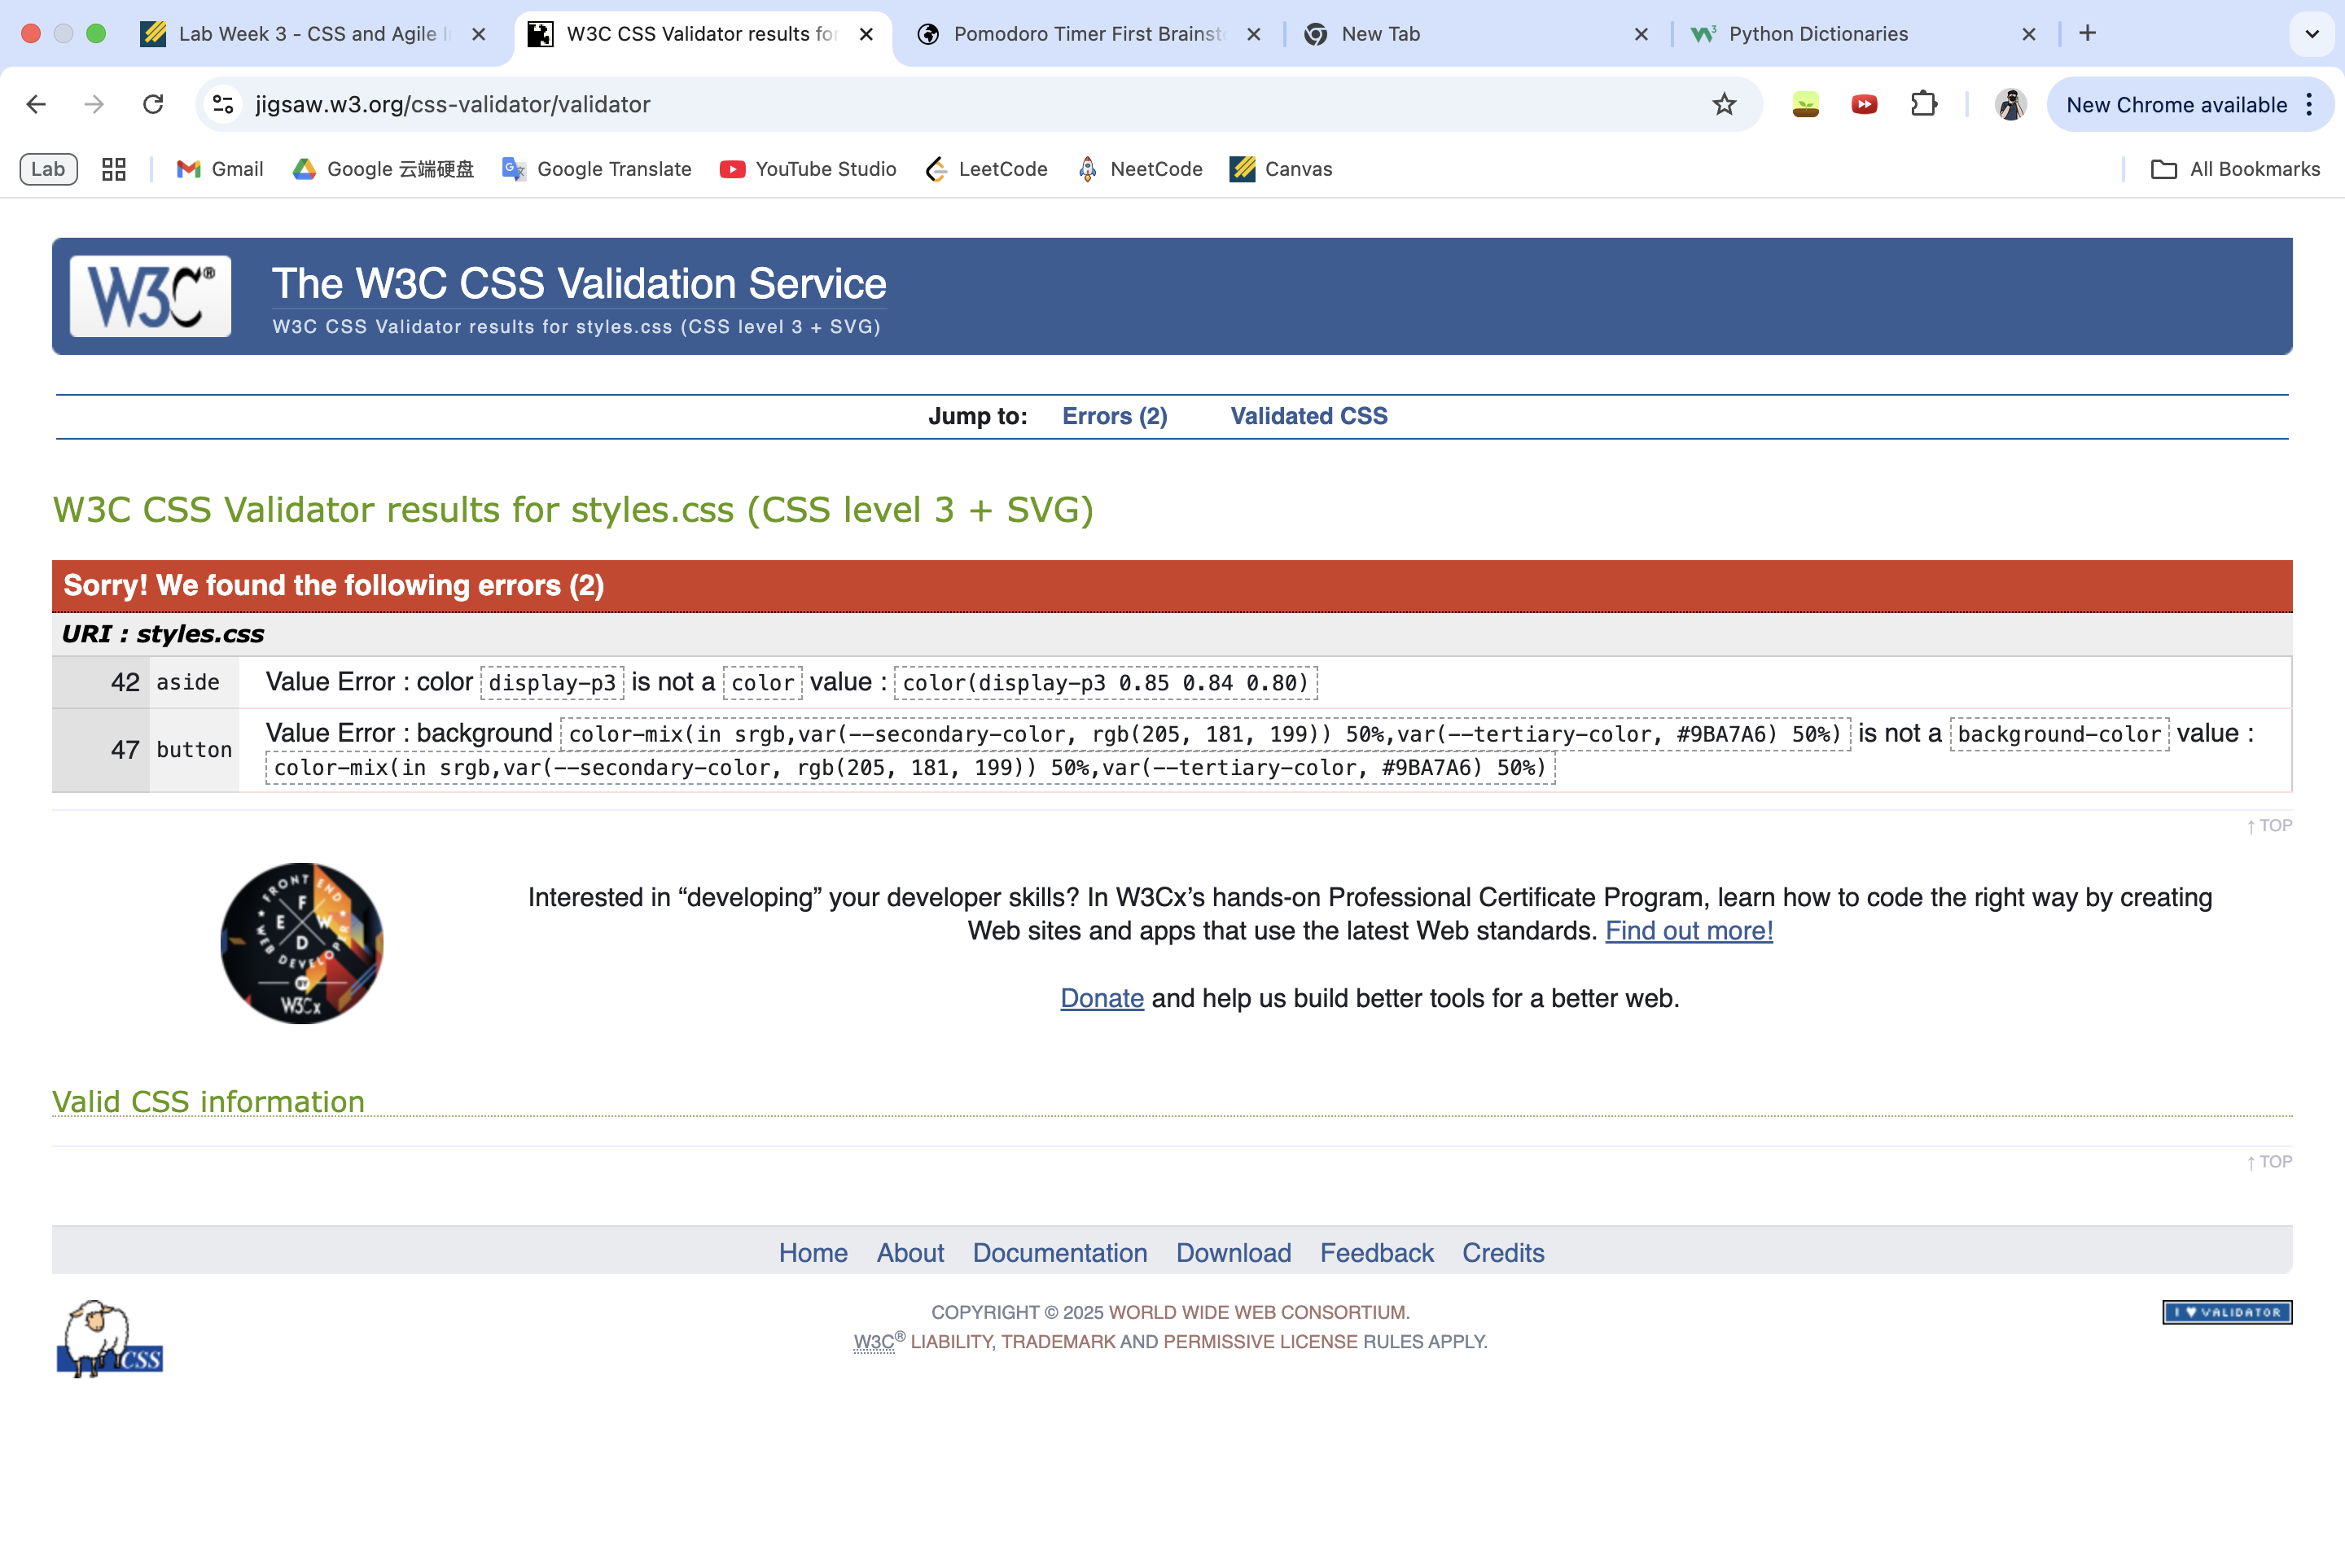 Lab Week 3 - CSS and Agile
W3C CSS Validator results for
Pomodoro Timer First Brainst
New Tab
Python Dictionaries
jigsaw.w3.org/css-validator/validator
New Chrome available
Lab
Gmail
Google 云端硬盘
Google Translate
YouTube Studio
LeetCode
NeetCode
Canvas
All Bookmarks
W3C®
The W3C CSS Validation Service
W3C CSS Validator results for styles.css (CSS level 3 + SVG)
Jump to: Errors (2) Validated CSS
W3C CSS Validator results for styles.css (CSS level 3 + SVG)
Sorry! We found the following errors (2)
URI : styles.css
42 aside Value Error : color display-p3 is not a color value : color(display-p3 0.85 0.84 0.80)
47 button Value Error : background color-mix(in srgb,var(--secondary-color, rgb(205, 181, 199)) 50%,var(--tertiary-color, #9BA7A6) 50%) is not a background-color value :
color-mix(in srgb,var(--secondary-color, rgb(205, 181, 199)) 50%,var(--tertiary-color, #9BA7A6) 50%)
↑ TOP
FRONT END
F
E W
D
WEB DEVELOPER
BY
W3Cx
Interested in “developing” your developer skills? In W3Cx’s hands-on Professional Certificate Program, learn how to code the right way by creating
Web sites and apps that use the latest Web standards. Find out more!
Donate and help us build better tools for a better web.
Valid CSS information
↑ TOP
Home About Documentation Download Feedback Credits
COPYRIGHT © 2025 WORLD WIDE WEB CONSORTIUM.
W3C® LIABILITY, TRADEMARK AND PERMISSIVE LICENSE RULES APPLY.
CSS
I ♥ VALIDATOR